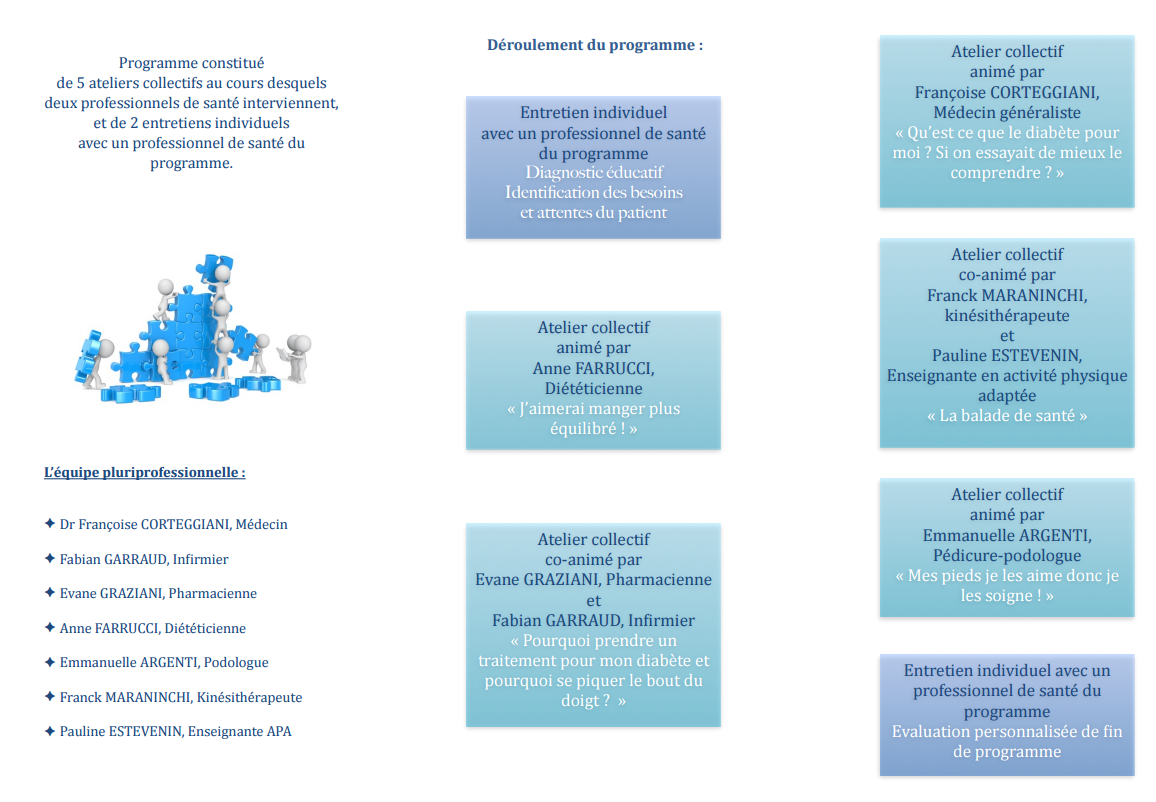 Programme constitué
de 5 ateliers collectifs au cours desquels
deux professionnels de santé interviennent,
et de 2 entretiens individuels
avec un professionnel de santé du
programme.
L'équipe pluriprofessionnelle :
✦ Dr Françoise CORTEGGIANI, Médecin
✦ Fabian GARRAUD, Infirmier
✦ Evane GRAZIANI, Pharmacienne
✦ Anne FARRUCCI, Diététicienne
✦ Emmanuelle ARGENTI, Podologue
✦ Franck MARANINCHI, Kinésithérapeute
✦ Pauline ESTEVENIN, Enseignante APA
Déroulement du programme :
Entretien individuel
avec un professionnel de santé
du programme
Diagnostic éducatif
Identification des besoins
et attentes du patient
Atelier collectif
animé par
Anne FARRUCCI,
Diététicienne
« J'aimerai manger plus
équilibré ! »
Atelier collectif
co-animé par
Evane GRAZIANI, Pharmacienne
et
Fabian GARRAUD, Infirmier
« Pourquoi prendre un
traitement pour mon diabète et
pourquoi se piquer le bout du
doigt ? »
Atelier collectif
animé par
Françoise CORTEGGIANI,
Médecin généraliste
« Qu'est ce que le diabète pour
moi ? Si on essayait de mieux le
comprendre ? »
Atelier collectif
co-animé par
Franck MARANINCHI,
kinésithérapeute
et
Pauline ESTEVENIN,
Enseignante en activité physique
adaptée
« La balade de santé »
Atelier collectif
animé par
Emmanuelle ARGENTI,
Pédicure-podologue
« Mes pieds je les aime donc je
les soigne ! »
Entretien individuel avec un
professionnel de santé du
programme
Evaluation personnalisée de fin
de programme